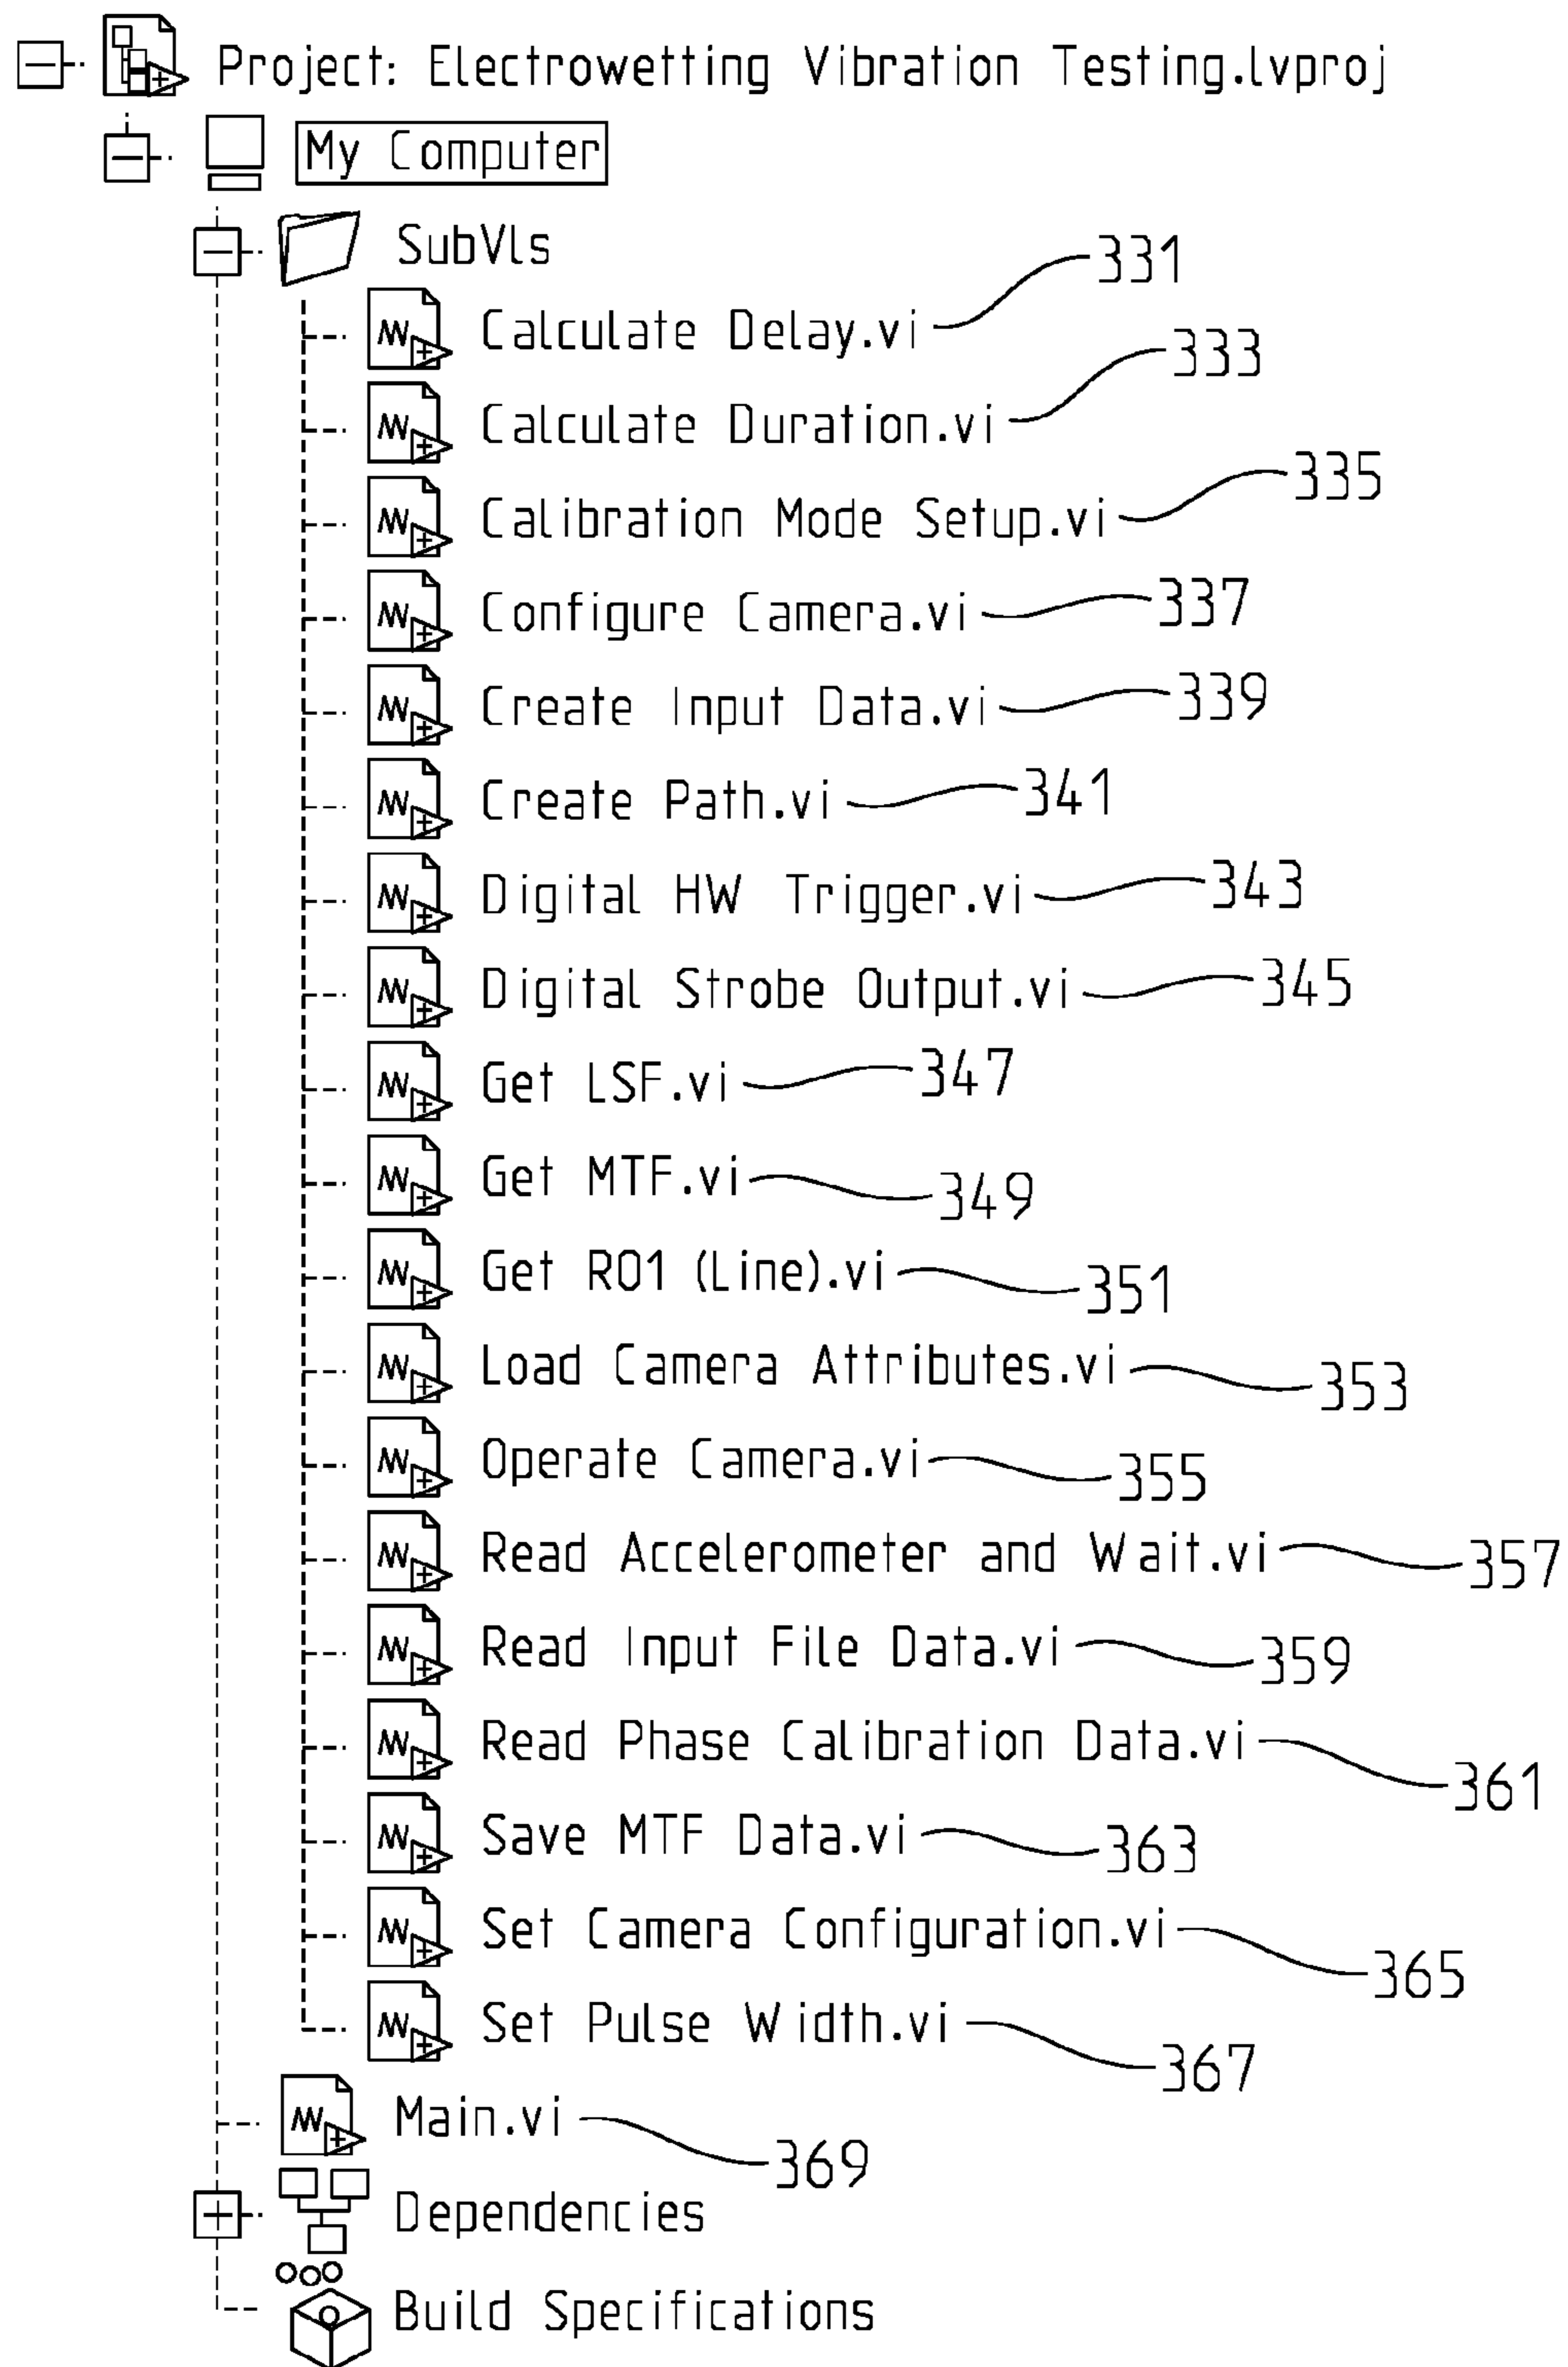 Project: Electrowetting Vibration Testing.lvproj
My Computer
SubVls
Calculate Delay.vi 331
Calculate Duration.vi 333
Calibration Mode Setup.vi 335
Configure Camera.vi 337
Create Input Data.vi 339
Create Path.vi 341
Digital HW Trigger.vi 343
Digital Strobe Output.vi 345
Get LSF.vi 347
Get MTF.vi 349
Get RO1 (Line).vi 351
Load Camera Attributes.vi 353
Operate Camera.vi 355
Read Accelerometer and Wait.vi 357
Read Input File Data.vi 359
Read Phase Calibration Data.vi 361
Save MTF Data.vi 363
Set Camera Configuration.vi 365
Set Pulse Width.vi 367
Main.vi 369
Dependencies
Build Specifications